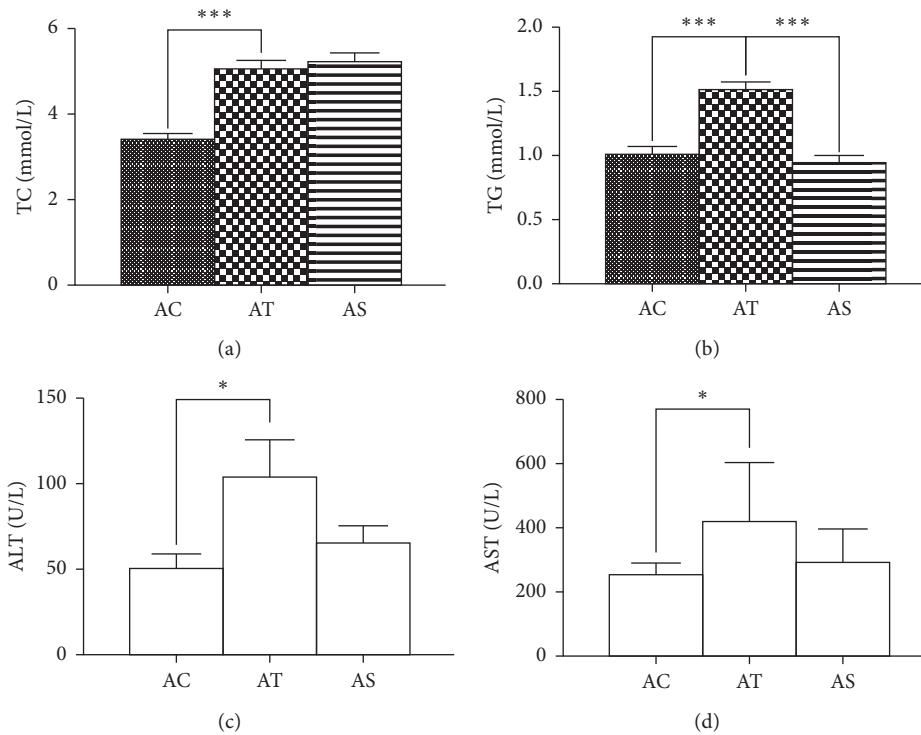 ***
6
4
2
0
TC (mmol/L)
AC AT AS
(a)
*** ***
2.0
1.5
1.0
0.5
0.0
TG (mmol/L)
AC AT AS
(b)
*
150
100
50
0
ALT (U/L)
AC AT AS
(c)
*
800
600
400
200
0
AST (U/L)
AC AT AS
(d)